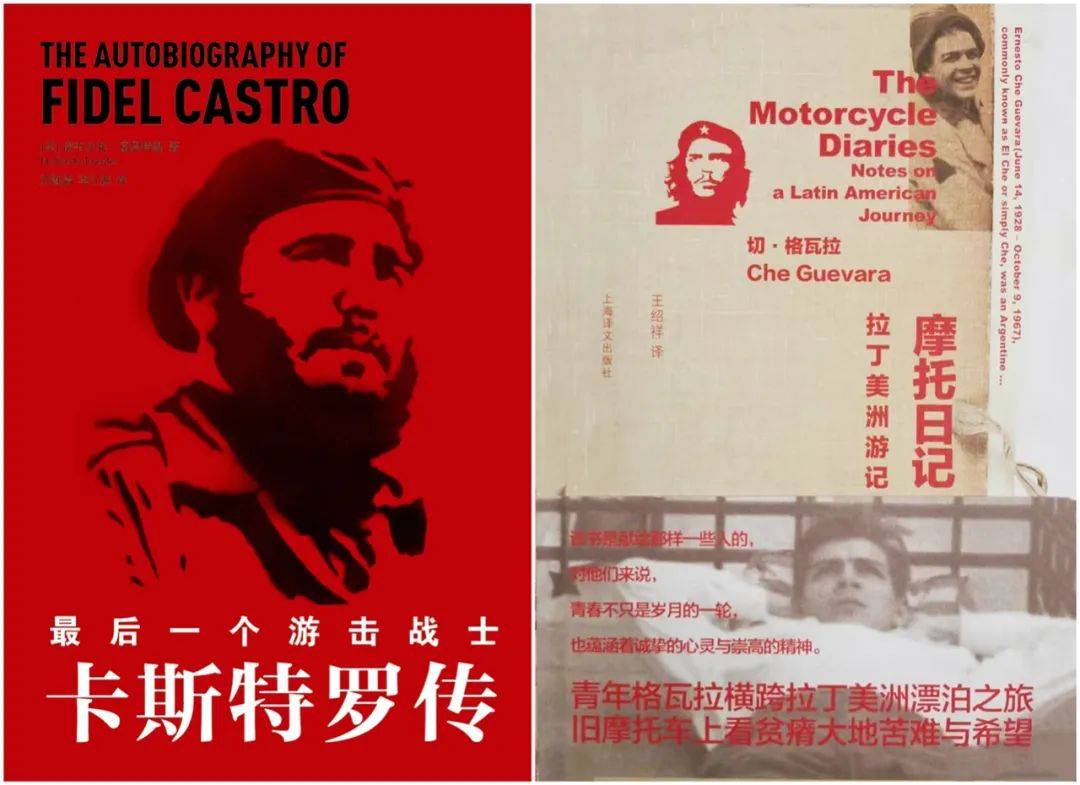 THE AUTOBIOGRAPHY OF
FIDEL CASTRO
最后一个游击战士
卡斯特罗传
The
Motorcycle
Diaries
Notes on
a Latin American
Journey
切·格瓦拉
Che Guevara
Ernesto Che Guevara(June 14, 1928 – October 9, 1967),
commonly known as El Che or simply Che, was an Argentine ...
摩托日记
拉丁美洲游记
王绍祥 译
上海译文出版社
书是献给那样一些人的，
对他们来说，
青春不只是岁月的一轮，
也蕴涵着诚挚的心灵与崇高的精神。
青年格瓦拉横跨拉丁美洲漂泊之旅
旧摩托车上看贫瘠大地苦难与希望